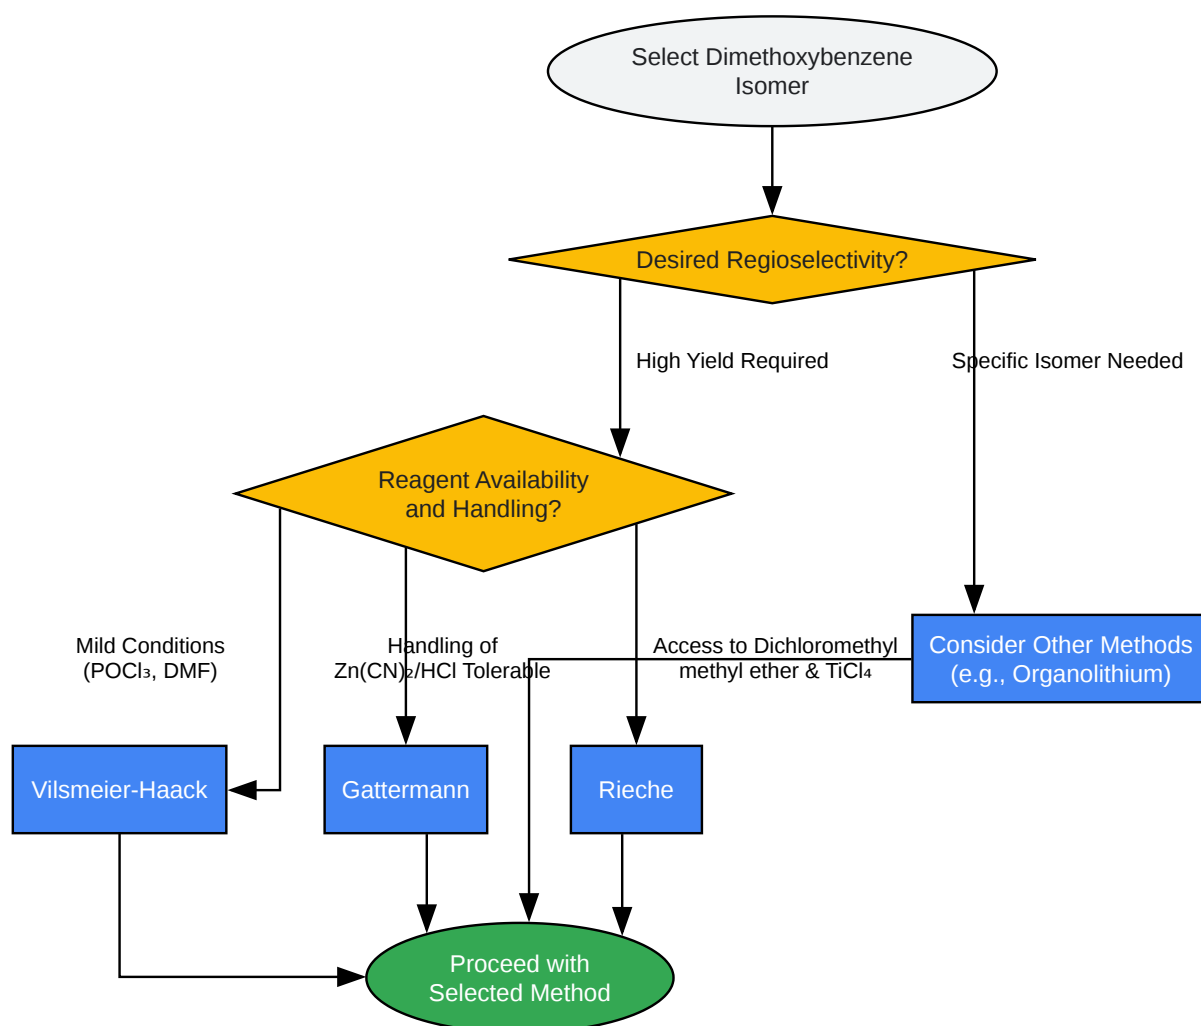 Select Dimethoxybenzene
Isomer
Desired Regioselectivity?
High Yield Required
Specific Isomer Needed
Reagent Availability
and Handling?
Mild Conditions
(POCl₃, DMF)
Handling of
Zn(CN)₂/HCl Tolerable
Access to Dichloromethyl
methyl ether & TiCl₄
Consider Other Methods
(e.g., Organolithium)
Vilsmeier-Haack
Gattermann
Rieche
Proceed with
Selected Method